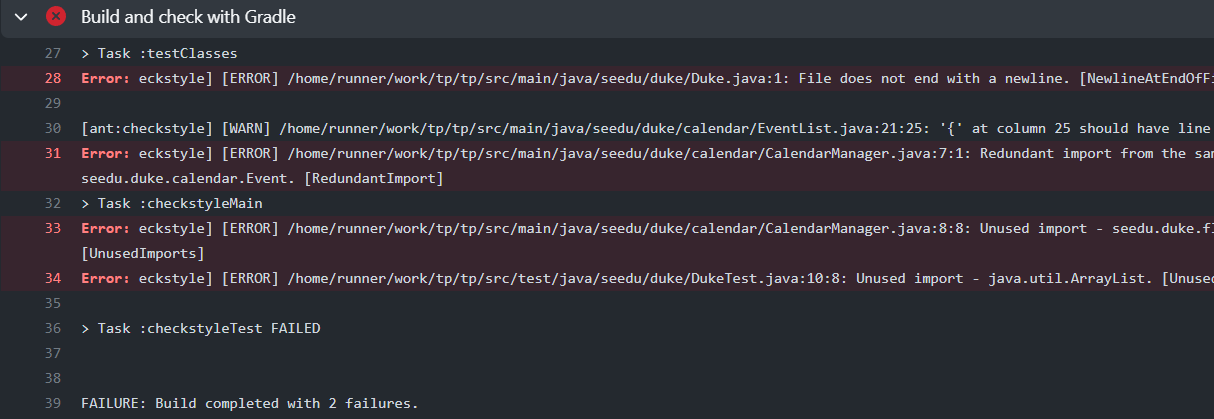 Build and check with Gradle
27 > Task :testClasses
28 Error: eckstyle] [ERROR] /home/runner/work/tp/tp/src/main/java/seedu/duke/Duke.java:1: File does not end with a newline. [NewlineAtEndOfFi
29
30 [ant:checkstyle] [WARN] /home/runner/work/tp/tp/src/main/java/seedu/duke/calendar/EventList.java:21:25: '{' at column 25 should have line
31 Error: eckstyle] [ERROR] /home/runner/work/tp/tp/src/main/java/seedu/duke/calendar/CalendarManager.java:7:1: Redundant import from the sam
seedu.duke.calendar.Event. [RedundantImport]
32 > Task :checkstyleMain
33 Error: eckstyle] [ERROR] /home/runner/work/tp/tp/src/main/java/seedu/duke/calendar/CalendarManager.java:8:8: Unused import - seedu.duke.fl
[UnusedImports]
34 Error: eckstyle] [ERROR] /home/runner/work/tp/tp/src/test/java/seedu/duke/DukeTest.java:10:8: Unused import - java.util.ArrayList. [Unused
35
36 > Task :checkstyleTest FAILED
37
38
39 FAILURE: Build completed with 2 failures.